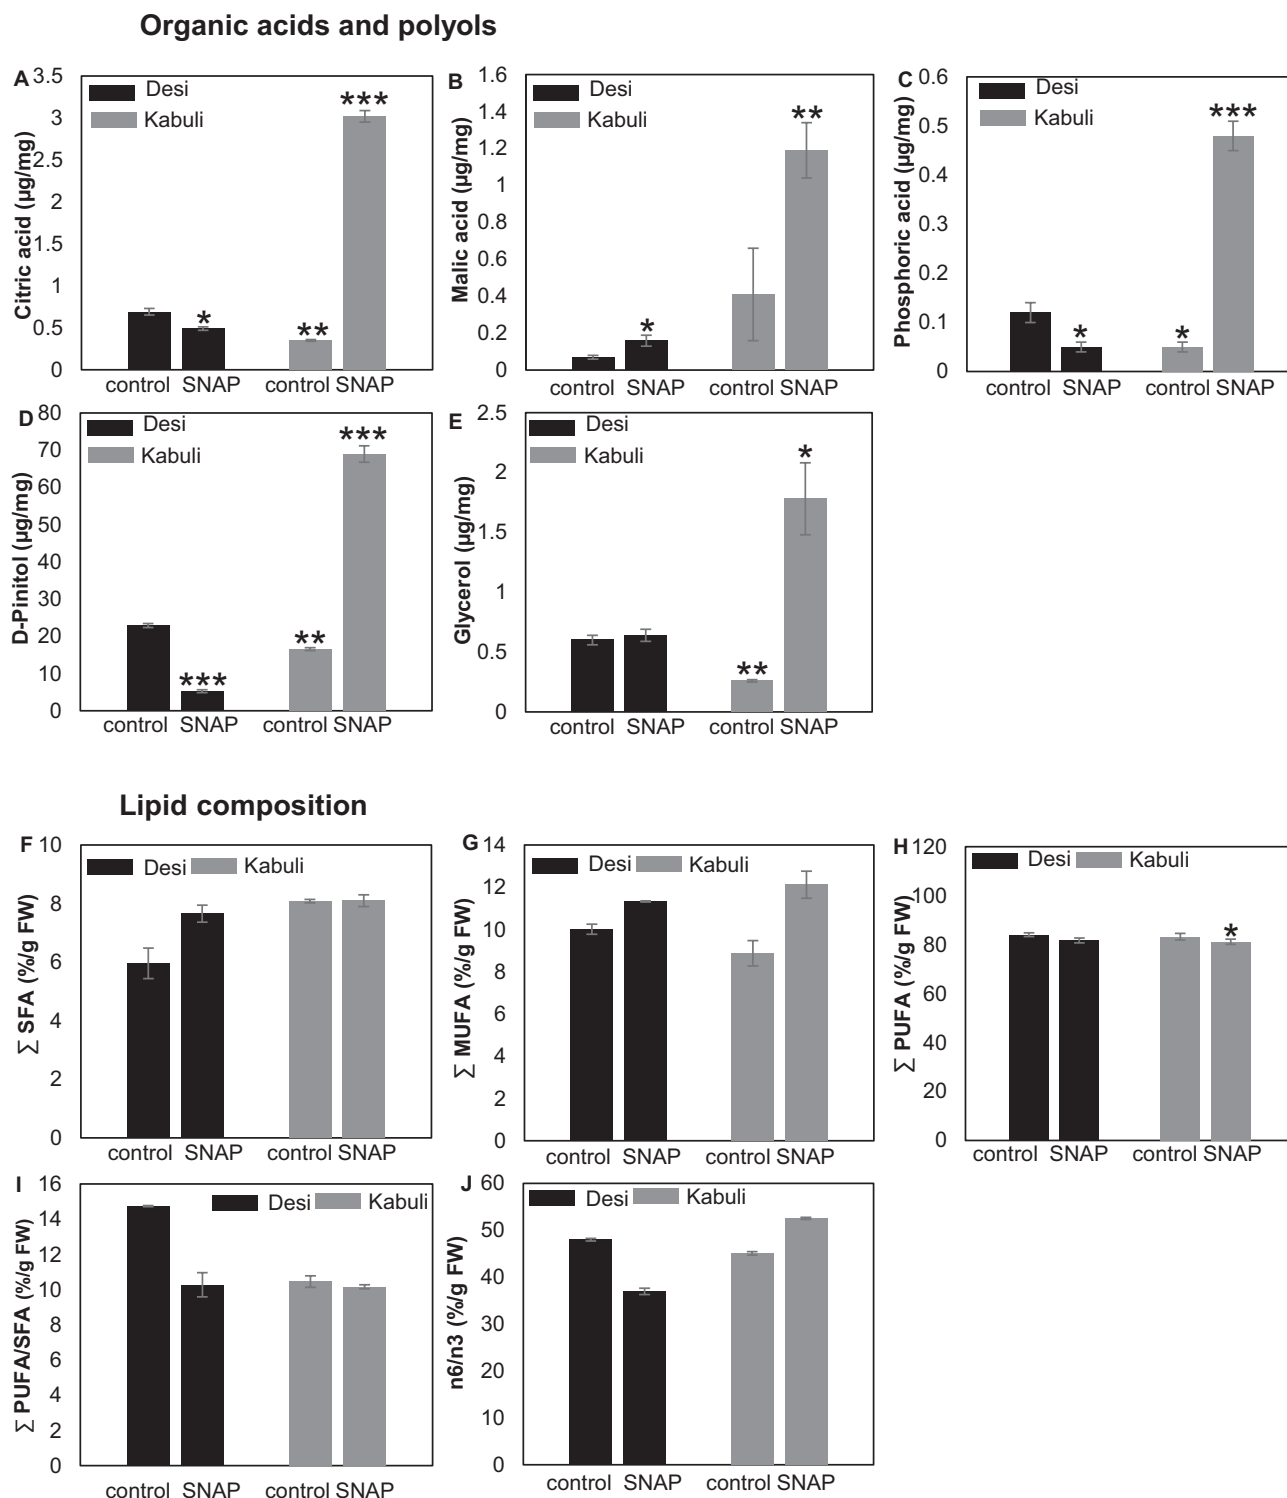 Organic acids and polyols
A
Citric acid (µg/mg)
3.5
3
2.5
2
1.5
1
0.5
0
Desi
Kabuli
*
**
***
control SNAP control SNAP
B
Malic acid (µg/mg)
1.6
1.4
1.2
1
0.8
0.6
0.4
0.2
0
Desi
Kabuli
*
**
control SNAP control SNAP
C
Phosphoric acid (µg/mg)
0.6
0.5
0.4
0.3
0.2
0.1
0
Desi
Kabuli
*
*
***
control SNAP control SNAP
D
D-Pinitol (µg/mg)
80
70
60
50
40
30
20
10
0
Desi
Kabuli
***
**
***
control SNAP control SNAP
E
Glycerol (µg/mg)
2.5
2
1.5
1
0.5
0
Desi
Kabuli
**
*
control SNAP control SNAP
Lipid composition
F
∑ SFA (%/g FW)
10
8
6
4
2
0
Desi Kabuli
control SNAP control SNAP
G
∑ MUFA (%/g FW)
14
12
10
8
6
4
2
0
Desi Kabuli
control SNAP control SNAP
H
∑ PUFA (%/g FW)
120
100
80
60
40
20
0
Desi Kabuli
*
control SNAP control SNAP
I
∑ PUFA/SFA (%/g FW)
16
14
12
10
8
6
4
2
0
Desi Kabuli
control SNAP control SNAP
J
n6/n3 (%/g FW)
60
50
40
30
20
10
0
Desi Kabuli
control SNAP control SNAP